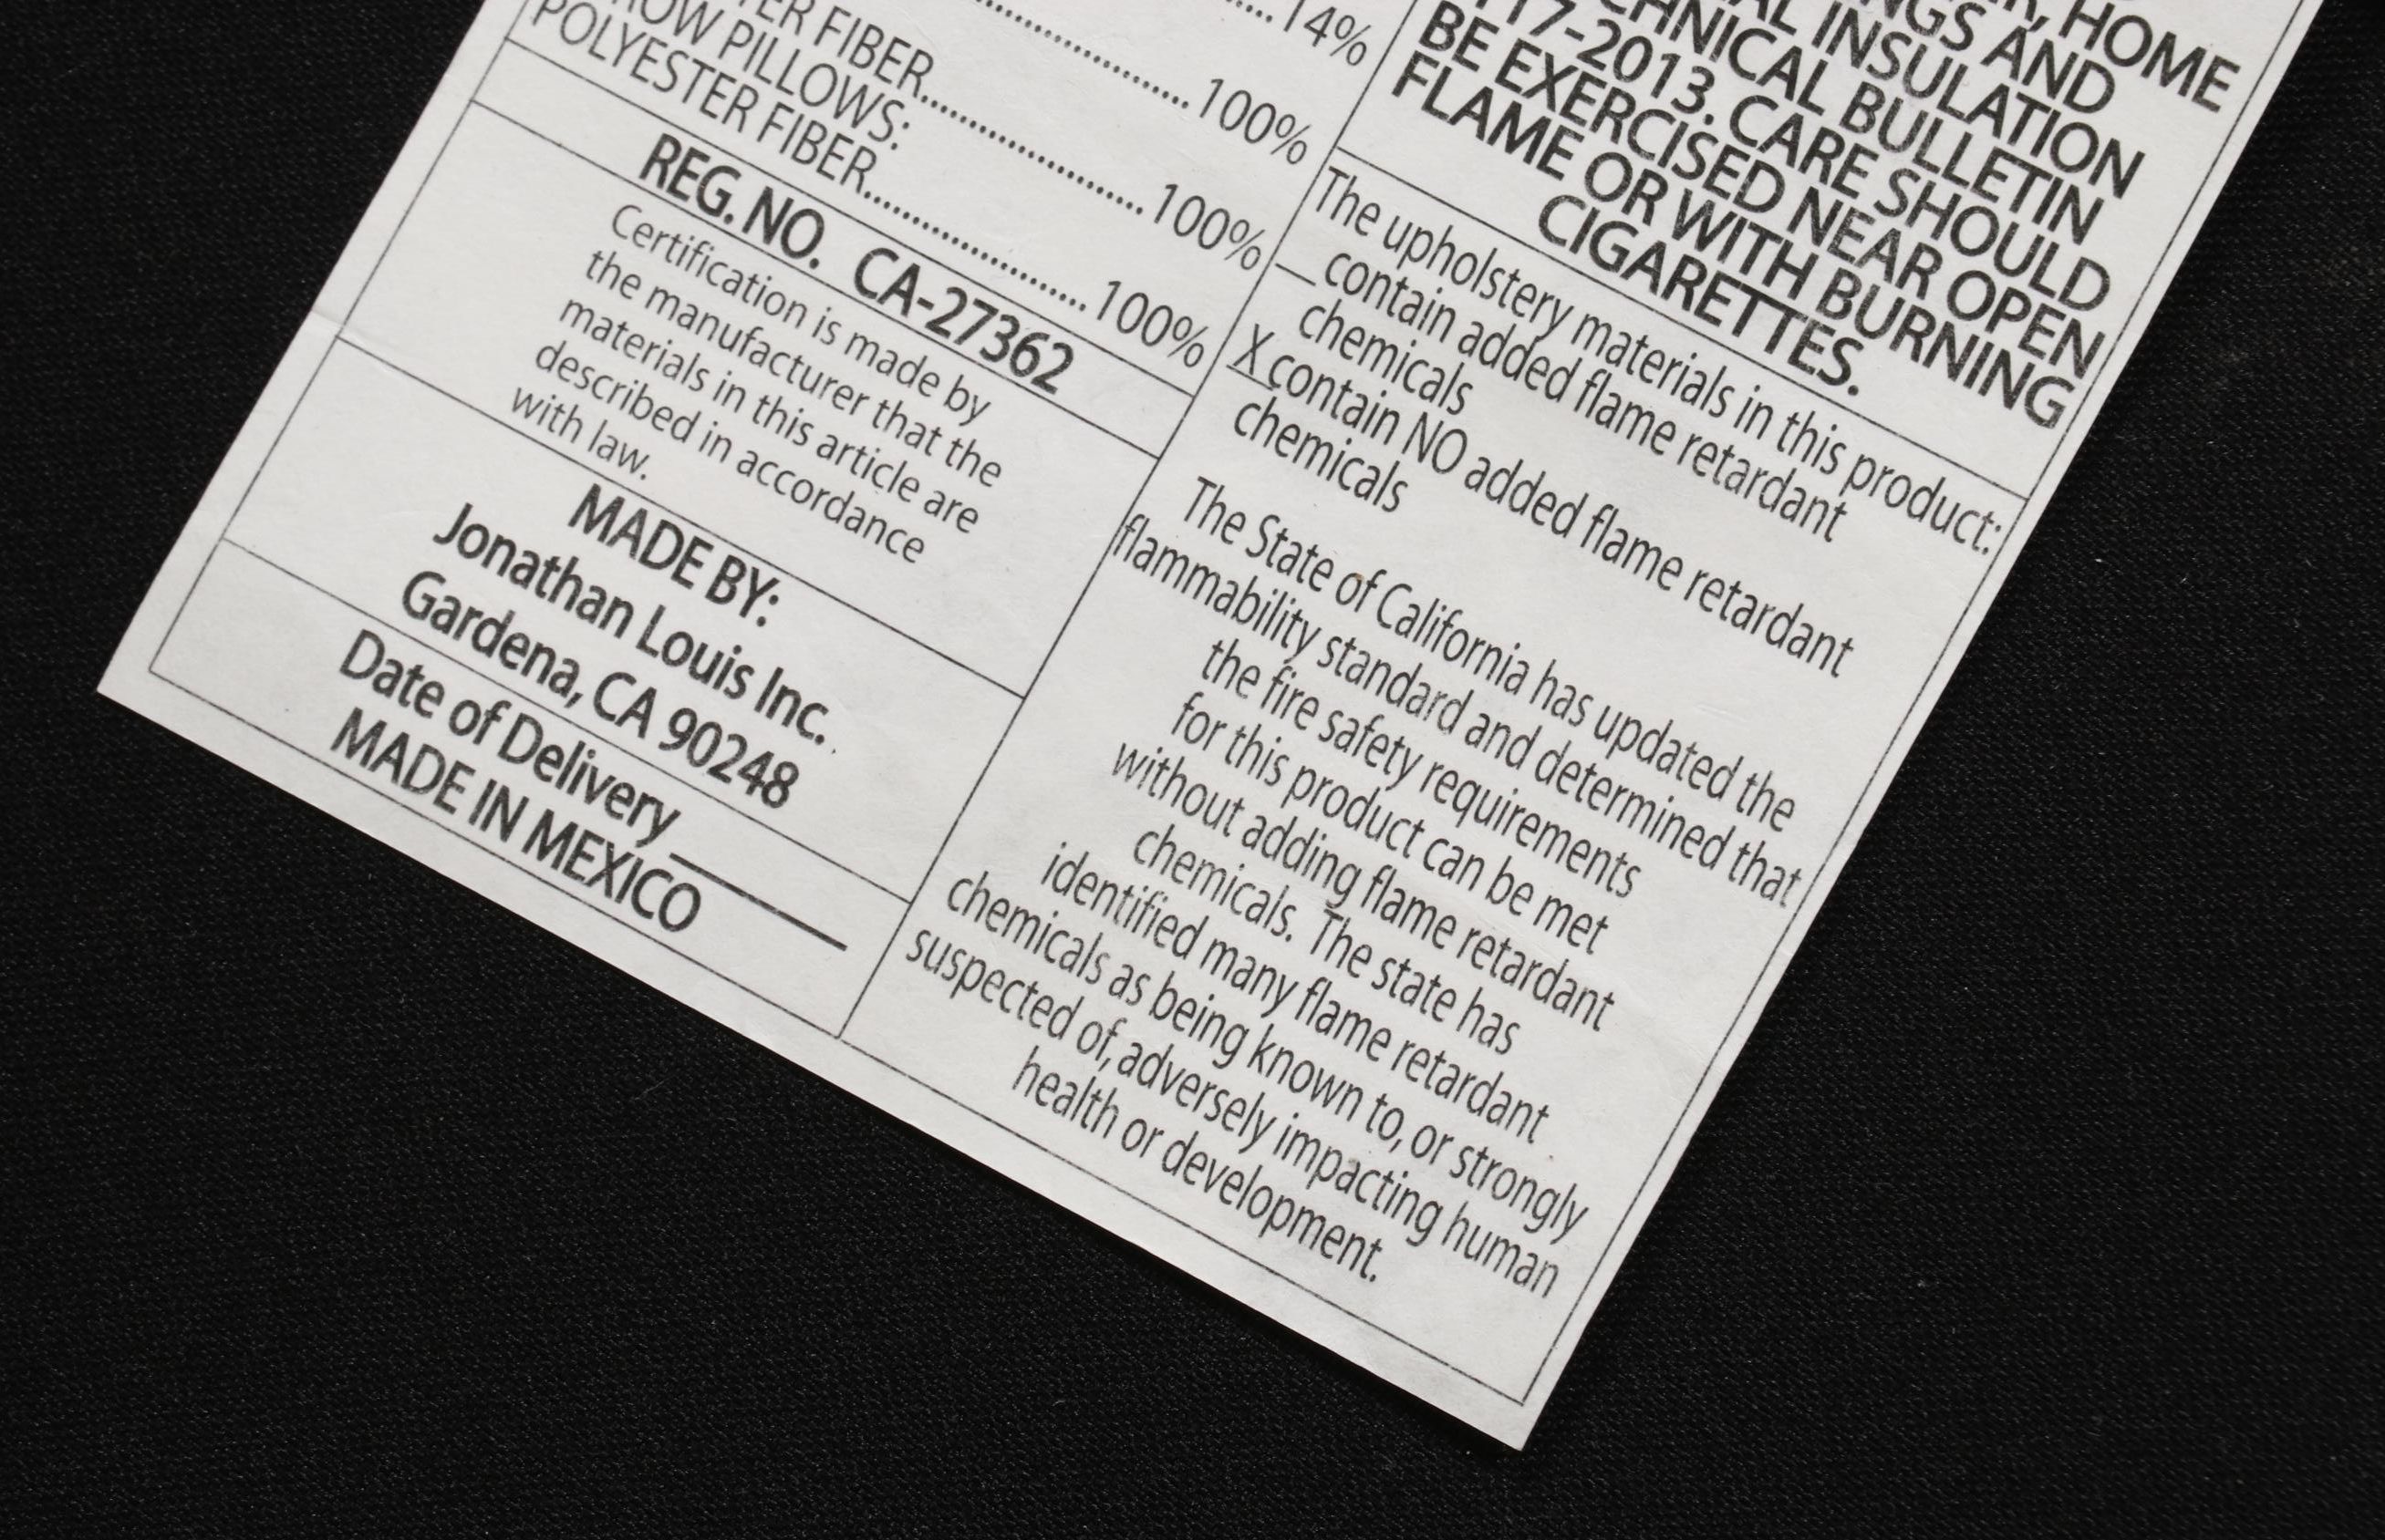 14%
100%
FIBER 100%
PILLOWS:
POLYESTER FIBER 100%
REG. NO. CA-27362
Certification is made by
the manufacturer that the
materials in this article are
described in accordance
with law.
MADE BY:
Jonathan Louis Inc.
Gardena, CA 90248
Date of Delivery
MADE IN MEXICO
HOME
AND
INSULATION
BULLETIN
117-2013. CARE SHOULD
BE EXERCISED NEAR OPEN
FLAME OR WITH BURNING
CIGARETTES.
The upholstery materials in this product:
__contain added flame retardant
chemicals
X contain NO added flame retardant
chemicals
The State of California has updated the
flammability standard and determined that
the fire safety requirements
for this product can be met
without adding flame retardant
chemicals. The state has
identified many flame retardant
chemicals as being known to, or strongly
suspected of, adversely impacting human
health or development.